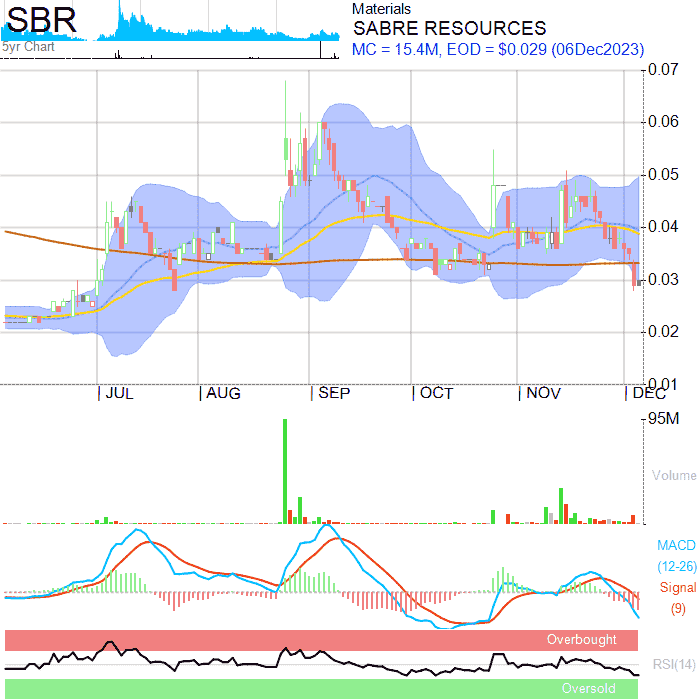 SBR
5yr Chart
Materials
SABRE RESOURCES
MC = 15.4M, EOD = $0.029 (06Dec2023)
0.07
0.06
0.05
0.04
0.03
0.02
0.01
JUL AUG SEP OCT NOV DEC
95M
Volume
MACD
(12-26)
Signal
(9)
Overbought
RSI(14)
Oversold